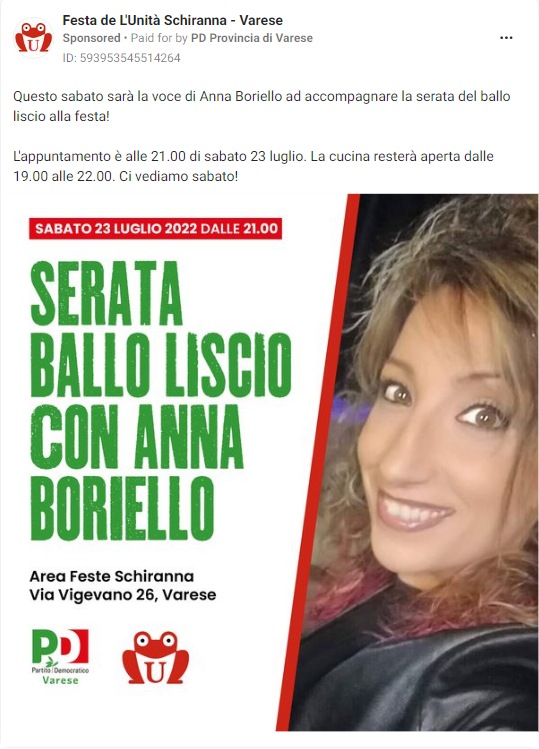 Festa de L'Unità Schiranna - Varese
Sponsored • Paid for by PD Provincia di Varese
ID: 593953545514264
Questo sabato sarà la voce di Anna Boriello ad accompagnare la serata del ballo
liscio alla festa!
L'appuntamento è alle 21.00 di sabato 23 luglio. La cucina resterà aperta dalle
19.00 alle 22.00. Ci vediamo sabato!
SABATO 23 LUGLIO 2022 DALLE 21.00
SERATA
BALLO LISCIO
CON ANNA
BORIELLO
Area Feste Schiranna
Via Vigevano 26, Varese
PD
Partito Democratico
Varese
U